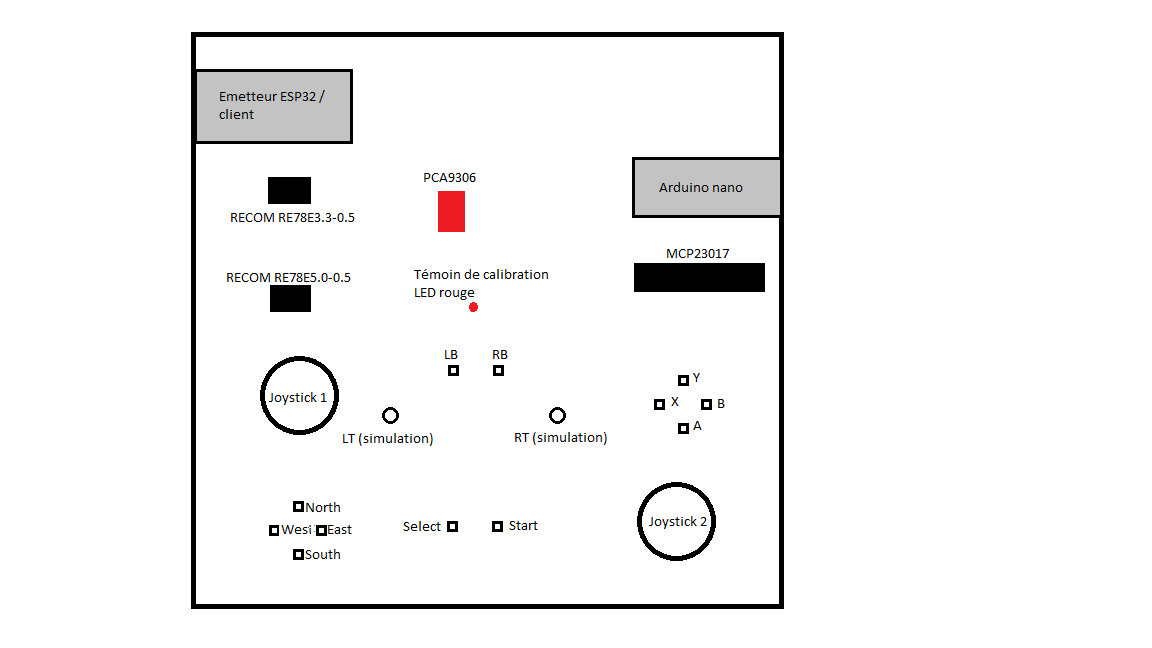 Emetteur ESP32 /
client
PCA9306
Arduino nano
RECOM RE78E3.3-0.5
MCP23017
RECOM RE78E5.0-0.5
Témoin de calibration
LED rouge
LB
RB
Y
X
B
A
Joystick 1
LT (simulation)
RT (simulation)
North
Wesi
East
South
Select
Start
Joystick 2